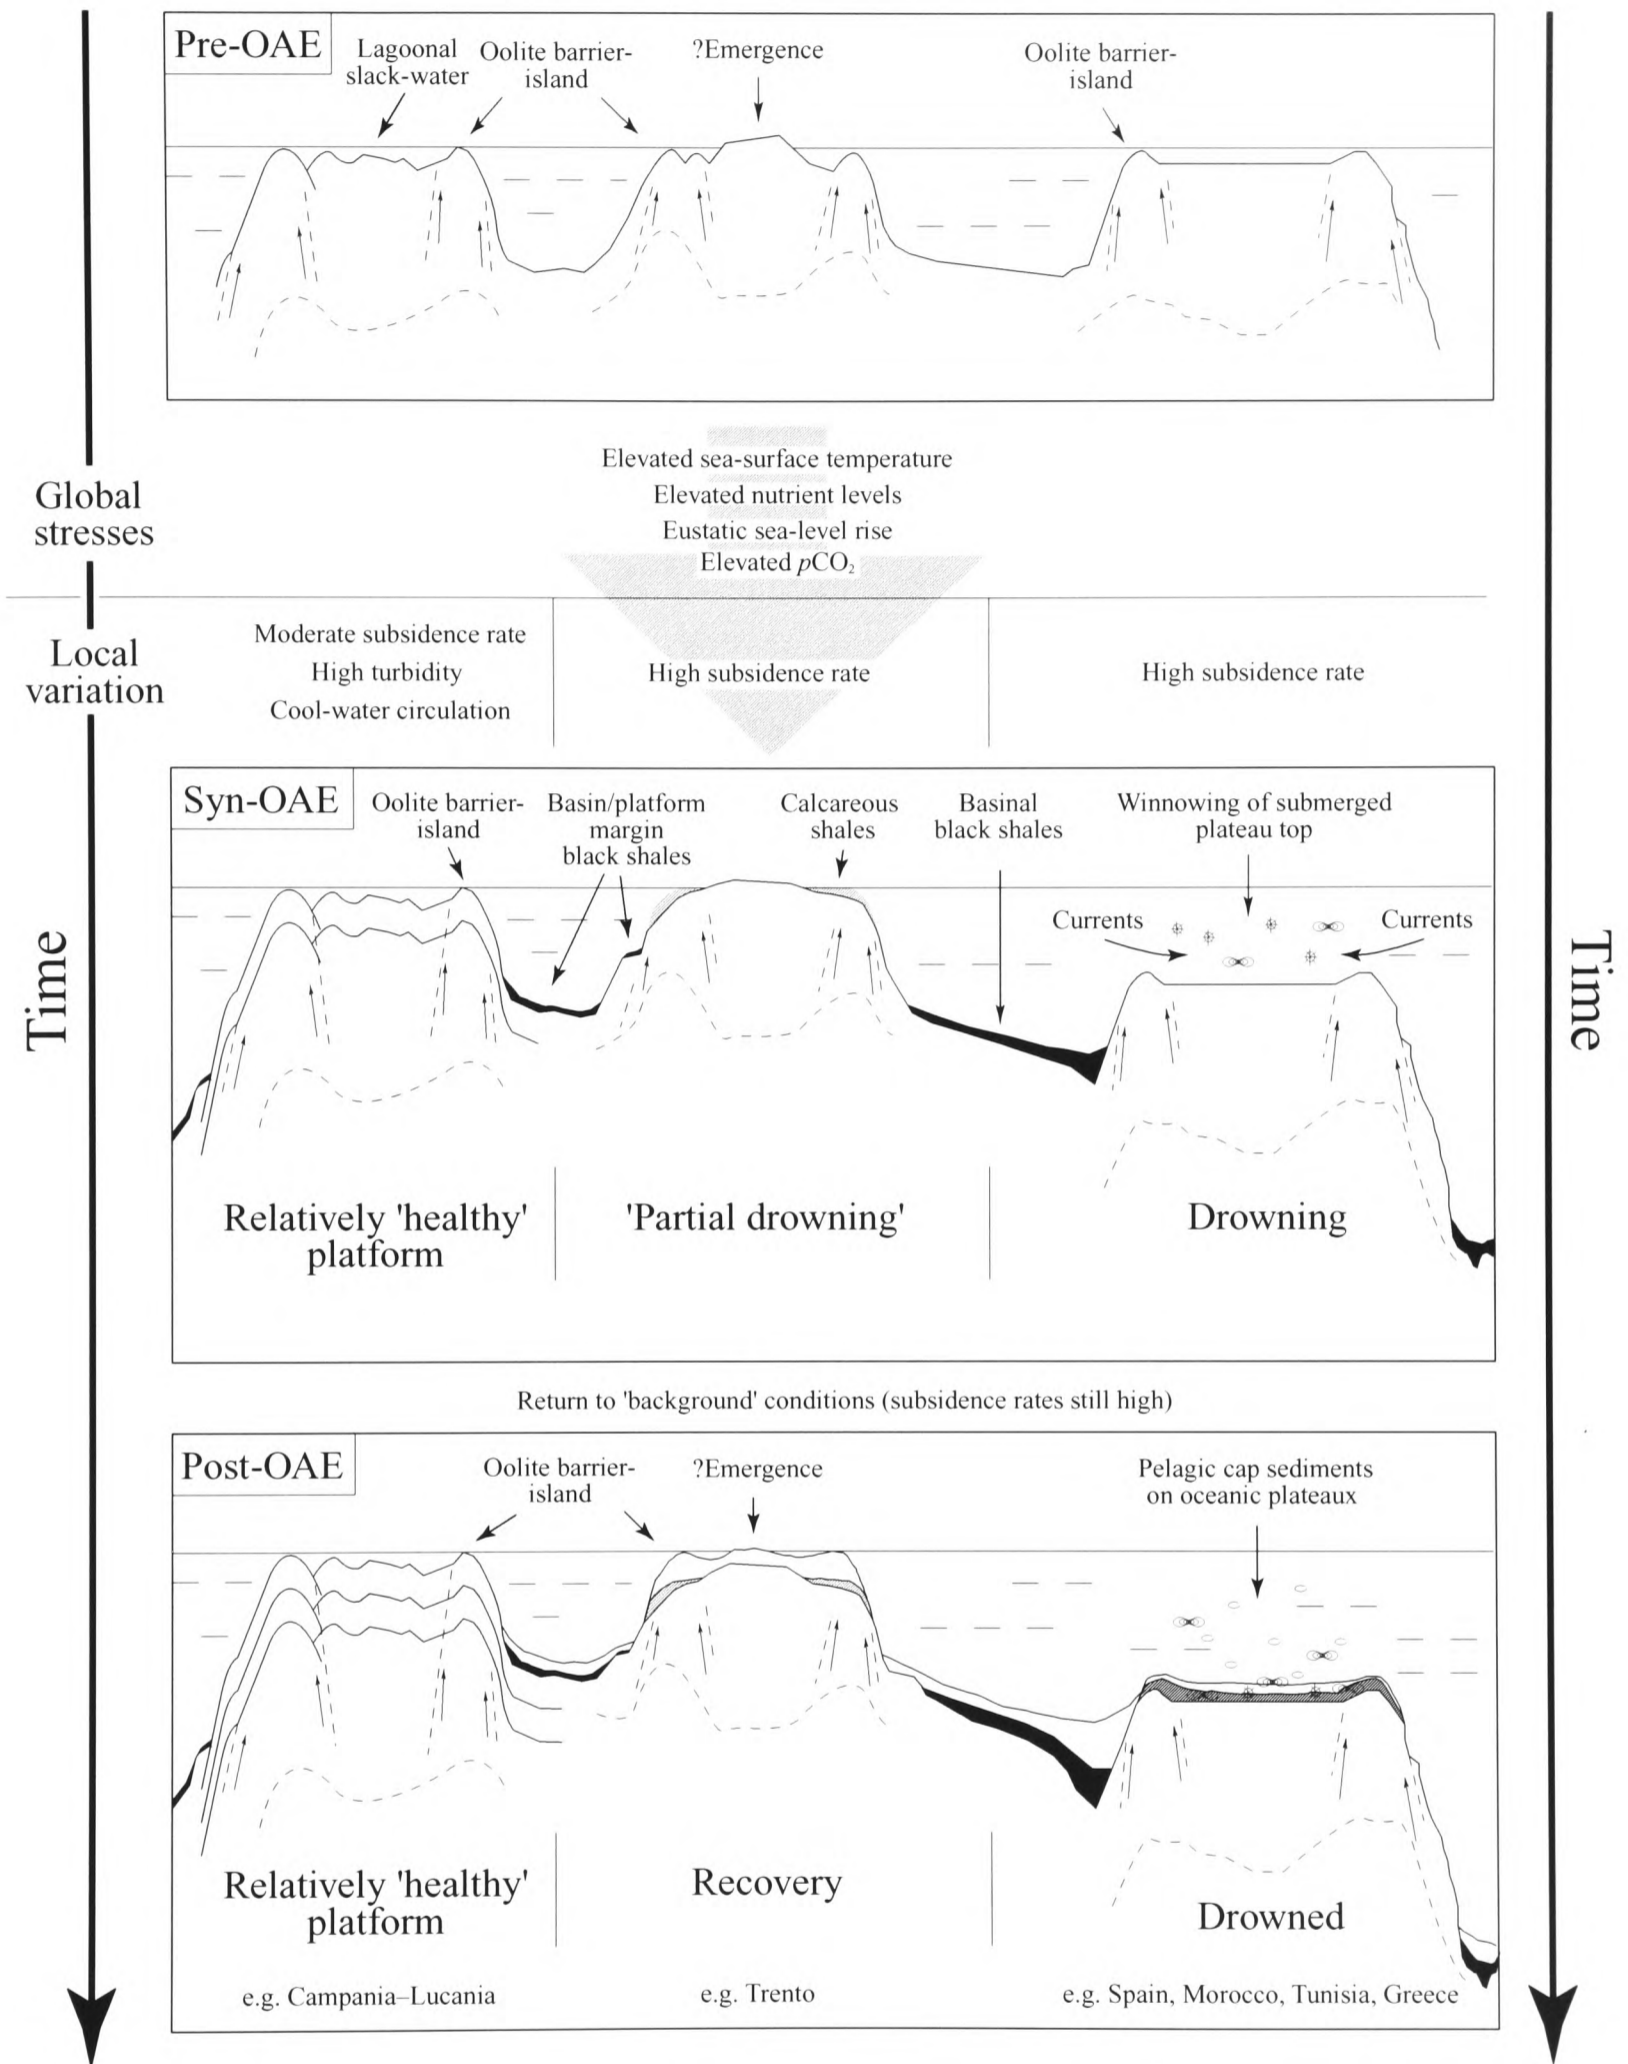 Pre-OAE
Lagoonal
slack-water
Oolite barrier-
island
?Emergence
Oolite barrier-
island
Global
stresses
Elevated sea-surface temperature
Elevated nutrient levels
Eustatic sea-level rise
Elevated pCO₂
Local
variation
Moderate subsidence rate
High turbidity
Cool-water circulation
High subsidence rate
High subsidence rate
Syn-OAE
Oolite barrier-
island
Basin/platform
margin
black shales
Calcareous
shales
Basinal
black shales
Winnowing of submerged
plateau top
Currents
Currents
Time
Time
Relatively 'healthy'
platform
'Partial drowning'
Drowning
Return to 'background' conditions (subsidence rates still high)
Post-OAE
Oolite barrier-
island
?Emergence
Pelagic cap sediments
on oceanic plateaux
Relatively 'healthy'
platform
Recovery
Drowned
e.g. Campania–Lucania
e.g. Trento
e.g. Spain, Morocco, Tunisia, Greece